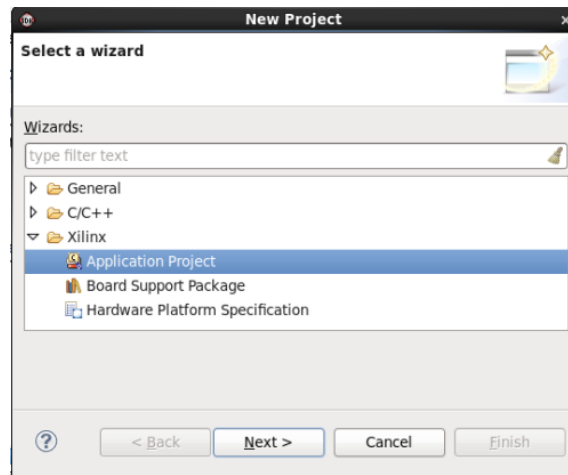 New Project
Select a wizard
Wizards:
type filter text
General
C/C++
Xilinx
Application Project
Board Support Package
Hardware Platform Specification
< Back Next > Cancel Finish